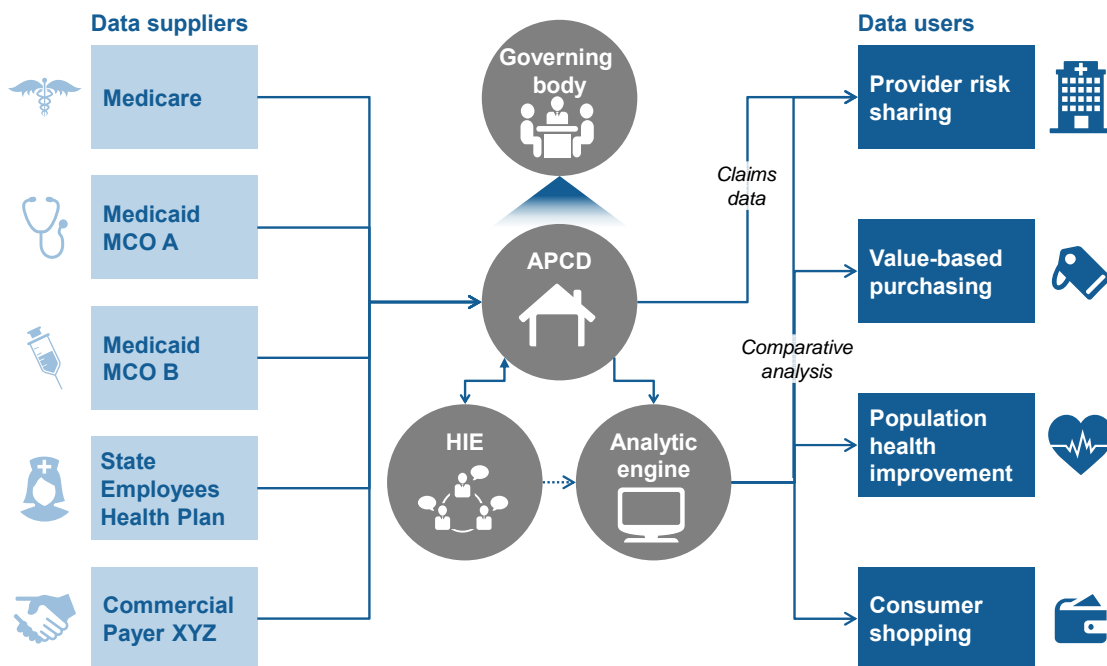 Data suppliers
Medicare
Medicaid
MCO A
Medicaid
MCO B
State
Employees
Health Plan
Commercial
Payer XYZ
Governing
body
APCD
HIE
Analytic
engine
Claims
data
Comparative
analysis
Data users
Provider risk
sharing
Value-based
purchasing
Population
health
improvement
Consumer
shopping